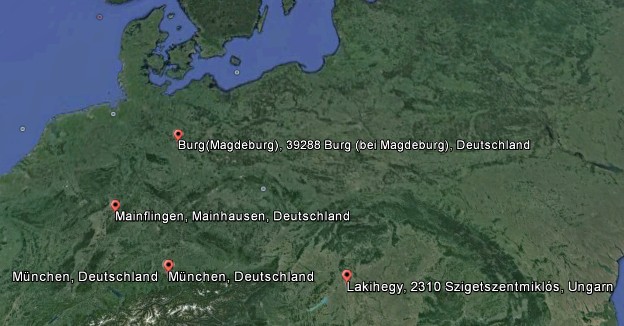 Burg(Magdeburg), 39288 Burg (bei Magdeburg), Deutschland
Mainflingen, Mainhausen, Deutschland
München, Deutschland München, Deutschland
Lakihegy, 2310 Szigetszentmiklós, Ungarn